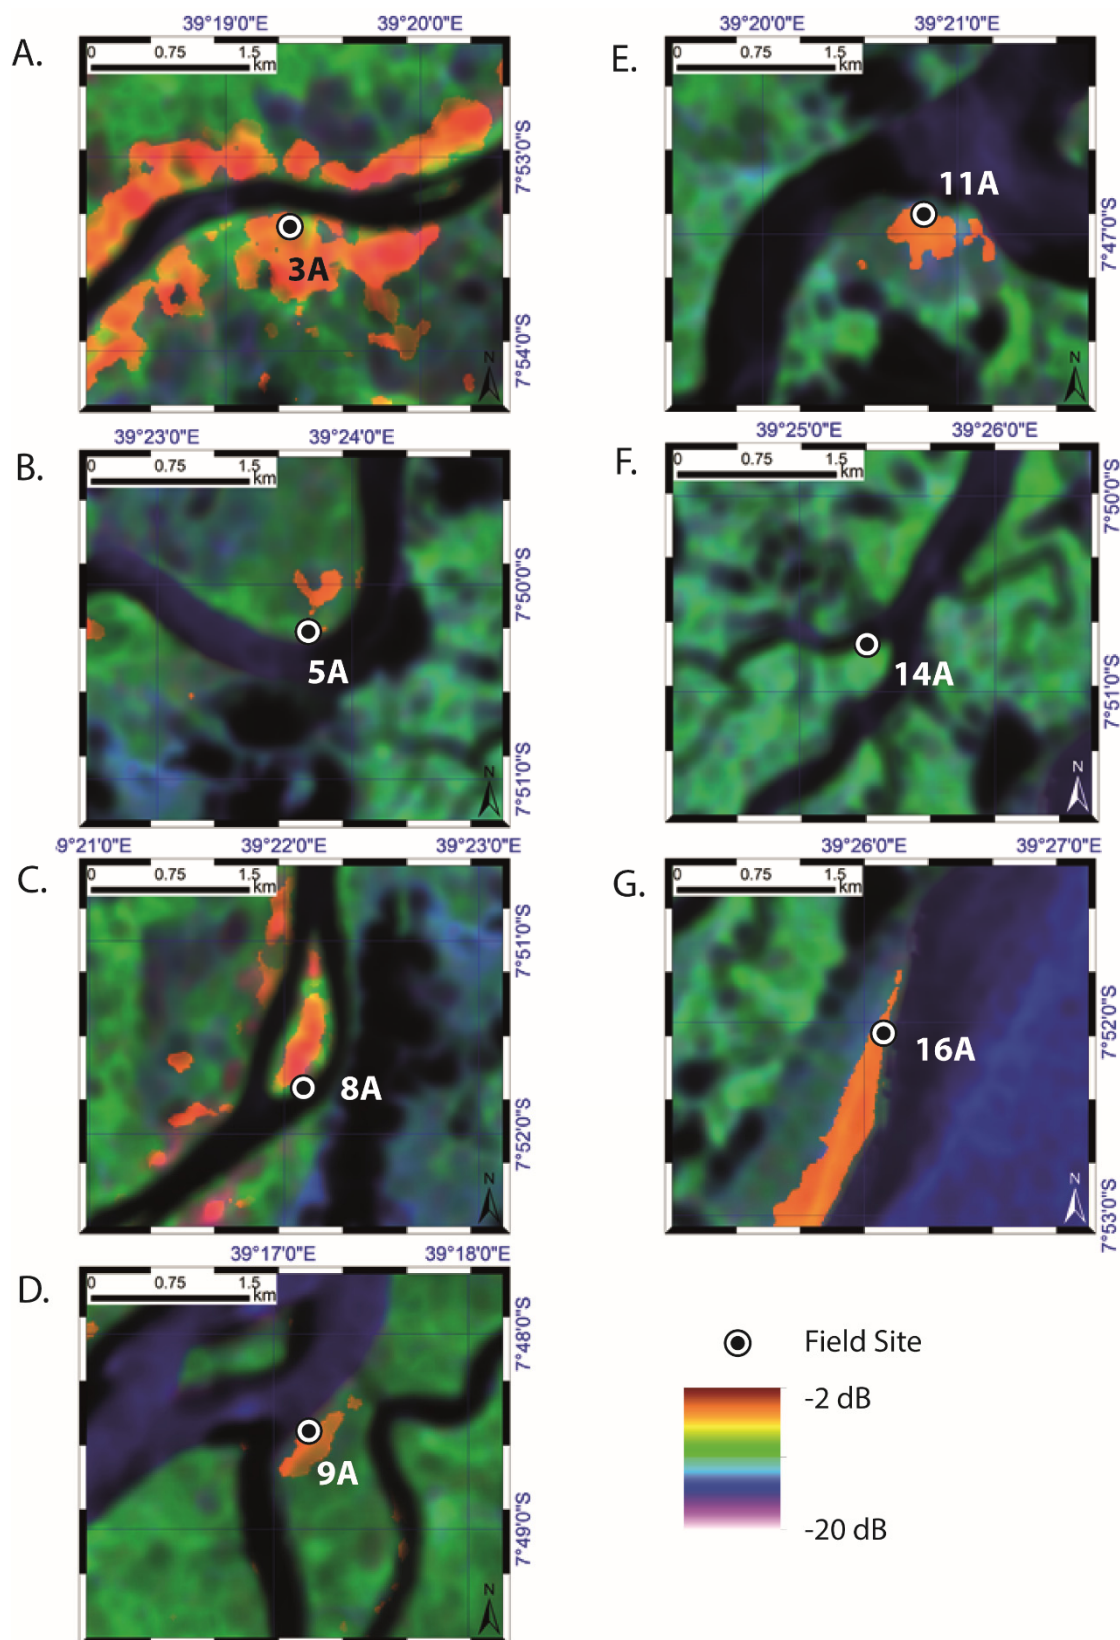 A.
39°19'0"E 39°20'0"E
0 0.75 1.5
km
3A
7°53'0"S
7°54'0"S
N
B.
39°23'0"E 39°24'0"E
0 0.75 1.5
km
5A
7°50'0"S
7°51'0"S
N
C.
9°21'0"E 39°22'0"E 39°23'0"E
0 0.75 1.5
km
8A
7°51'0"S
7°52'0"S
N
D.
39°17'0"E 39°18'0"E
0 0.75 1.5
km
9A
7°48'0"S
7°49'0"S
N
E.
39°20'0"E 39°21'0"E
0 0.75 1.5
km
11A
7°47'0"S
N
F.
39°25'0"E 39°26'0"E
0 0.75 1.5
km
14A
7°50'0"S
7°51'0"S
N
G.
39°26'0"E 39°27'0"E
0 0.75 1.5
km
16A
7°52'0"S
7°53'0"S
N
Field Site
-2 dB
-20 dB